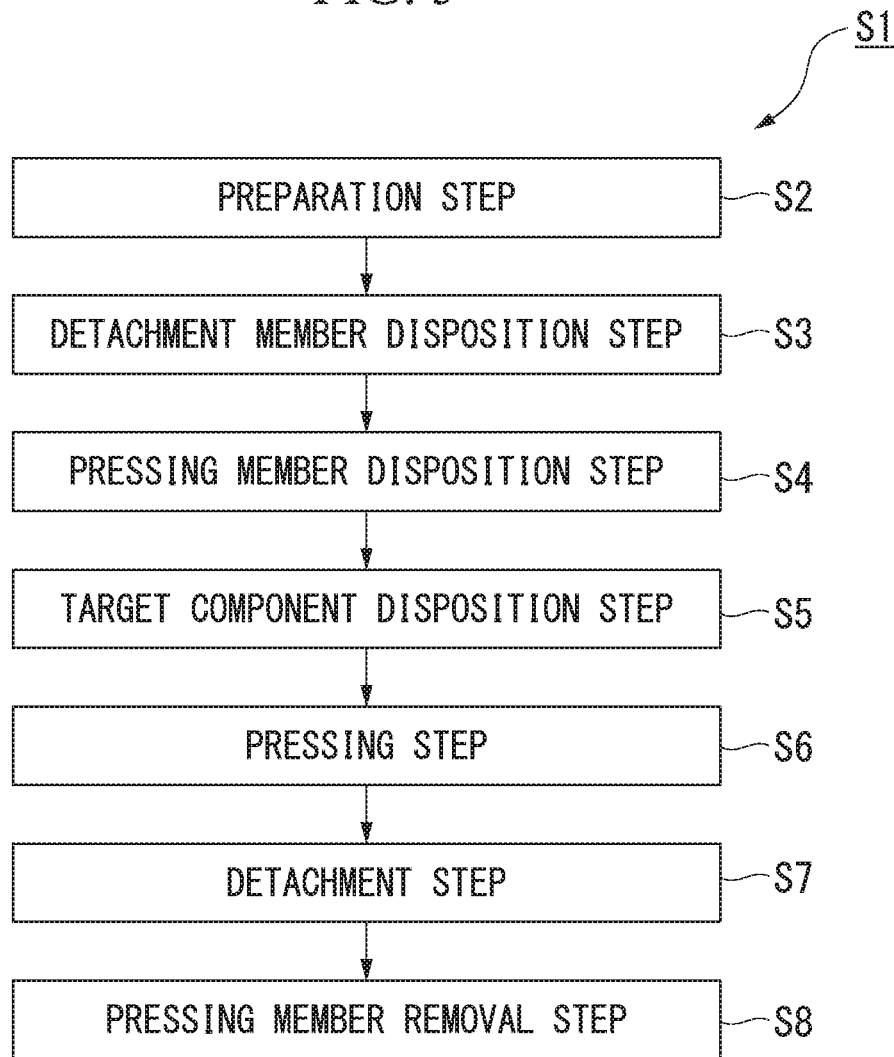 S1
PREPARATION STEP S2
DETACHMENT MEMBER DISPOSITION STEP S3
PRESSING MEMBER DISPOSITION STEP S4
TARGET COMPONENT DISPOSITION STEP S5
PRESSING STEP S6
DETACHMENT STEP S7
PRESSING MEMBER REMOVAL STEP S8